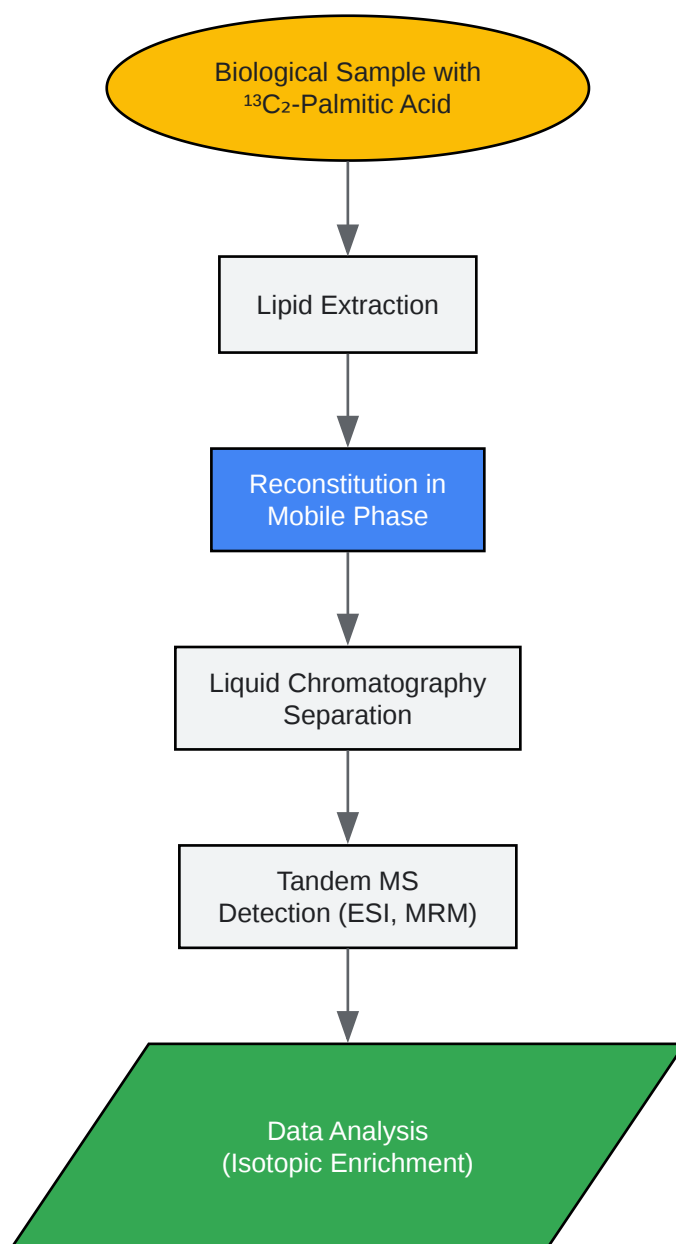 Biological Sample with
¹³C₂-Palmitic Acid
Lipid Extraction
Reconstitution in
Mobile Phase
Liquid Chromatography
Separation
Tandem MS
Detection (ESI, MRM)
Data Analysis
(Isotopic Enrichment)